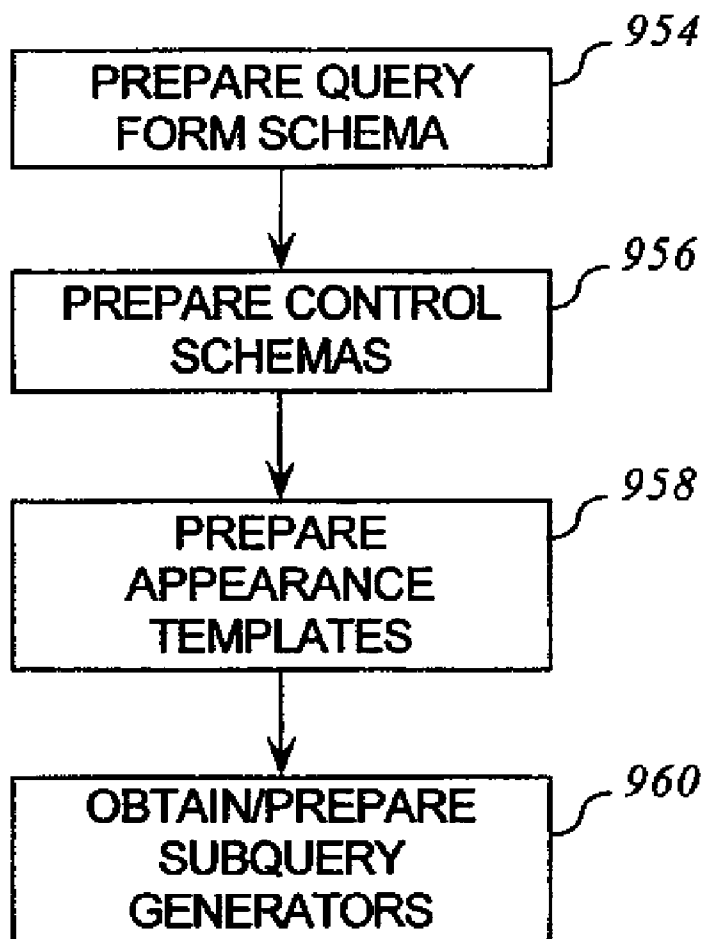 954
PREPARE QUERY
FORM SCHEMA
956
PREPARE CONTROL
SCHEMAS
958
PREPARE
APPEARANCE
TEMPLATES
960
OBTAIN/PREPARE
SUBQUERY
GENERATORS